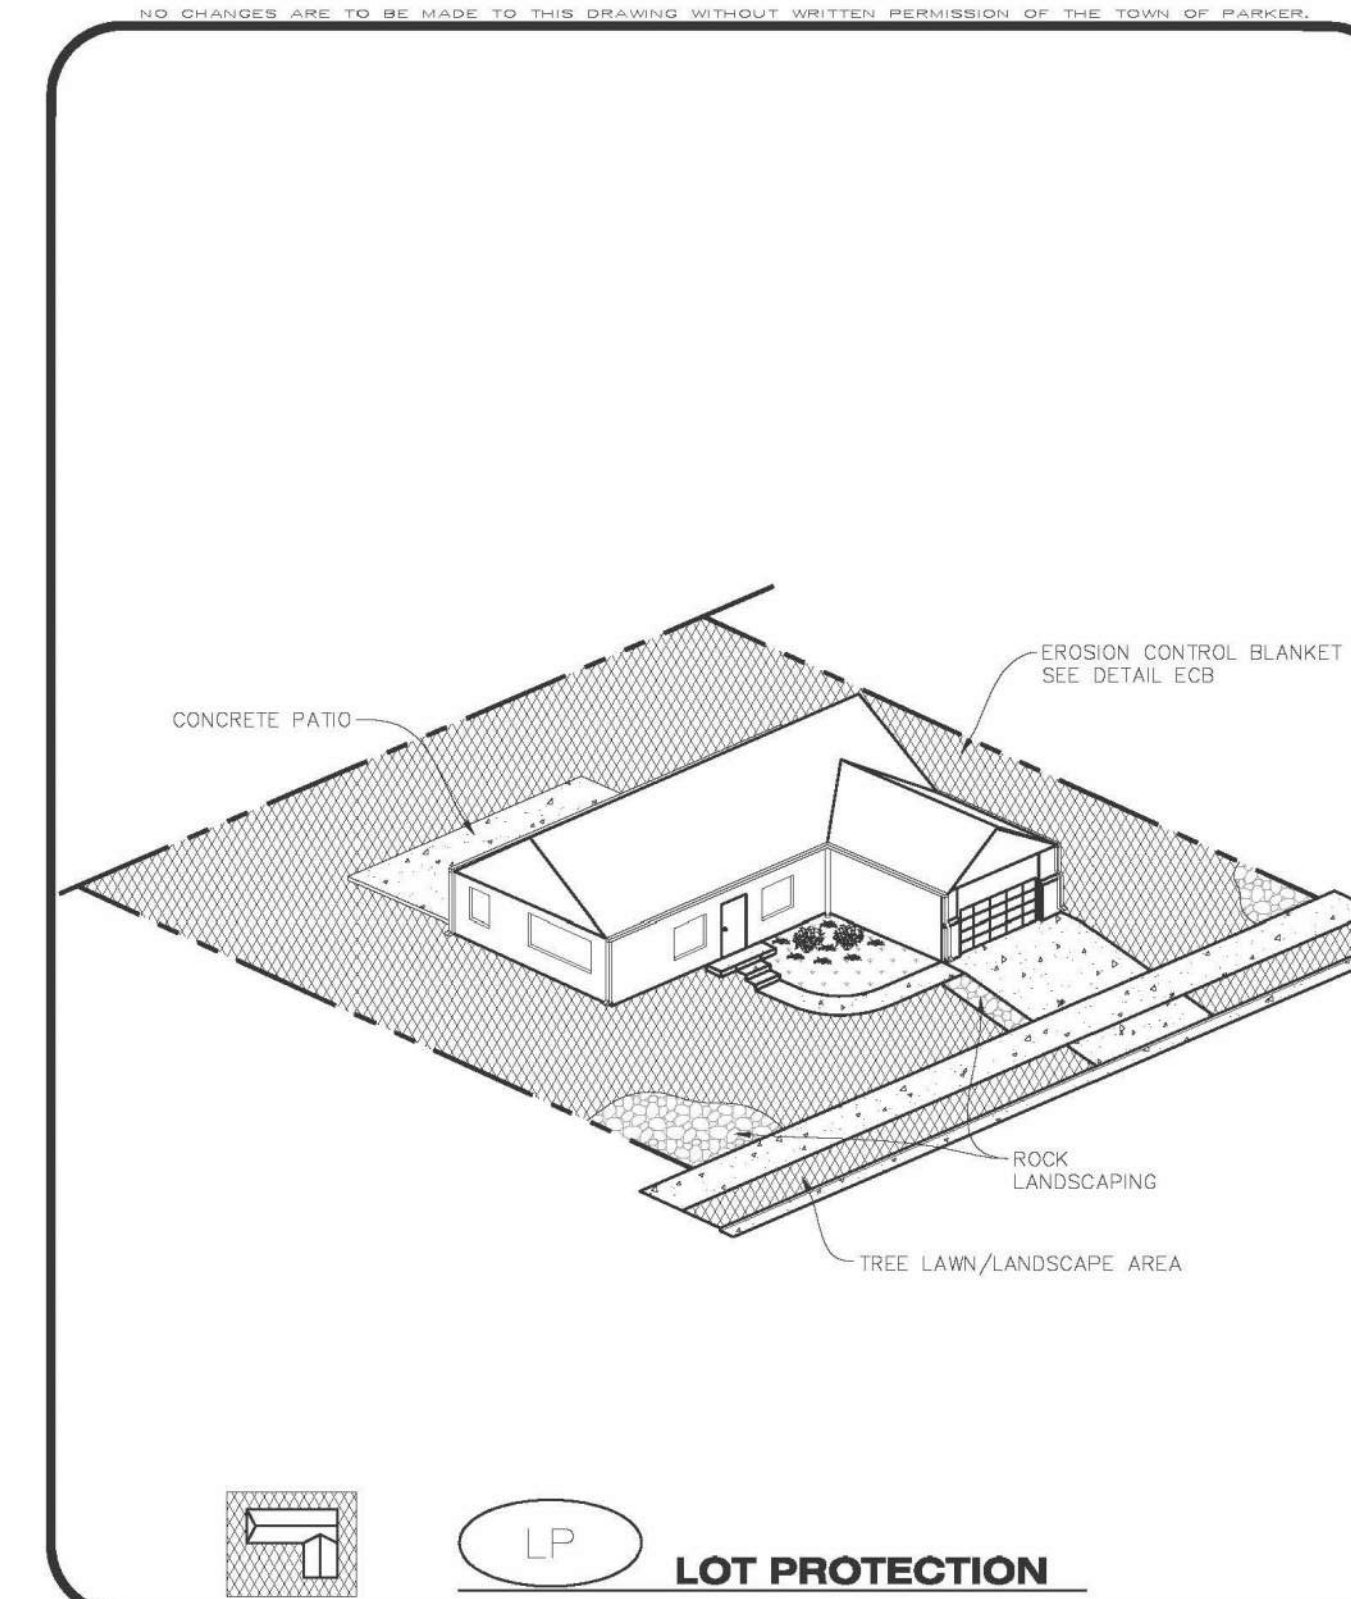 NO CHANGES ARE TO BE MADE TO THIS DRAWING WITHOUT WRITTEN PERMISSION OF THE TOWN OF PARKER.
EROSION CONTROL BLANKET
SEE DETAIL ECB
CONCRETE PATIO
ROCK
LANDSCAPING
TREE LAWN/LANDSCAPE AREA
LP
LOT PROTECTION